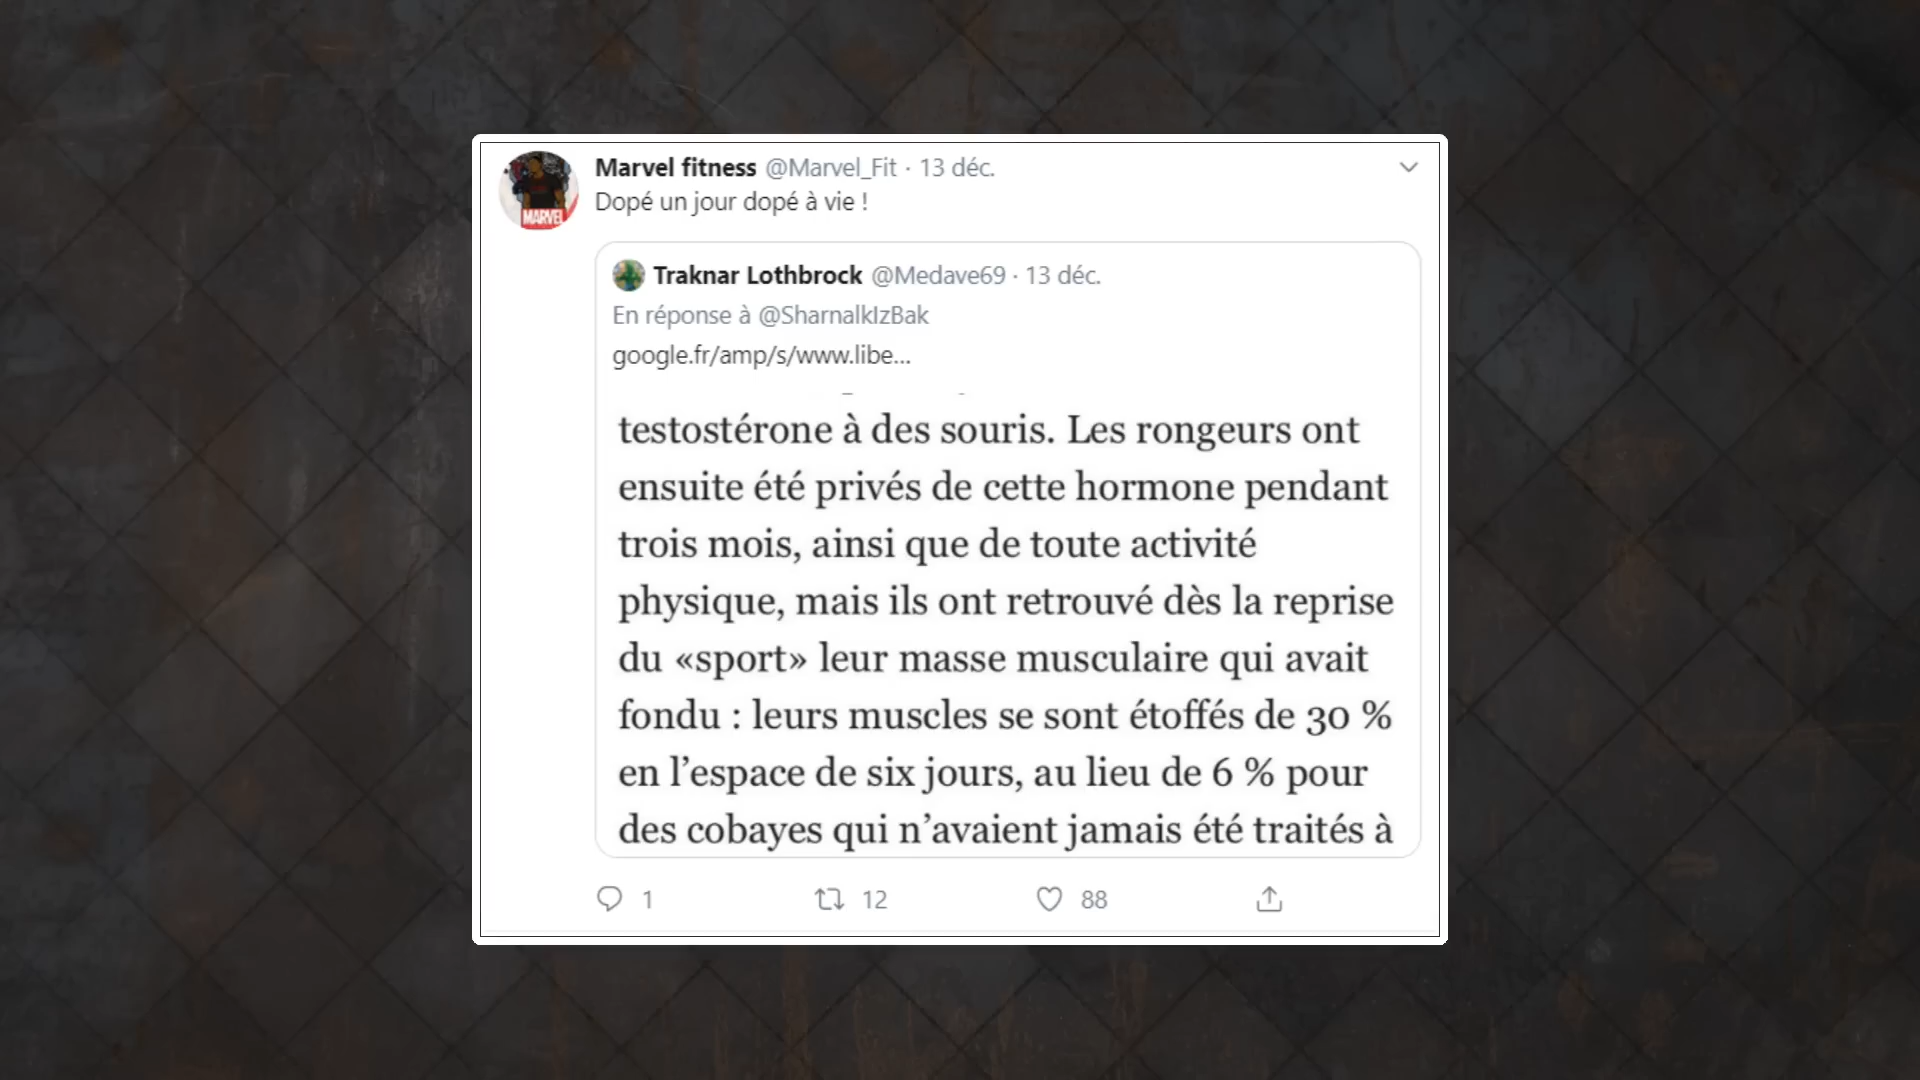 Marvel fitness @Marvel_Fit · 13 déc.
Dopé un jour dopé à vie !
MARVEL
Traknar Lothbrock @Medave69 · 13 déc.
En réponse à @SharnalkIzBak
google.fr/amp/s/www.libe...
testostérone à des souris. Les rongeurs ont
ensuite été privés de cette hormone pendant
trois mois, ainsi que de toute activité
physique, mais ils ont retrouvé dès la reprise
du «sport» leur masse musculaire qui avait
fondu : leurs muscles se sont étoffés de 30 %
en l’espace de six jours, au lieu de 6 % pour
des cobayes qui n’avaient jamais été traités à
1 12 88